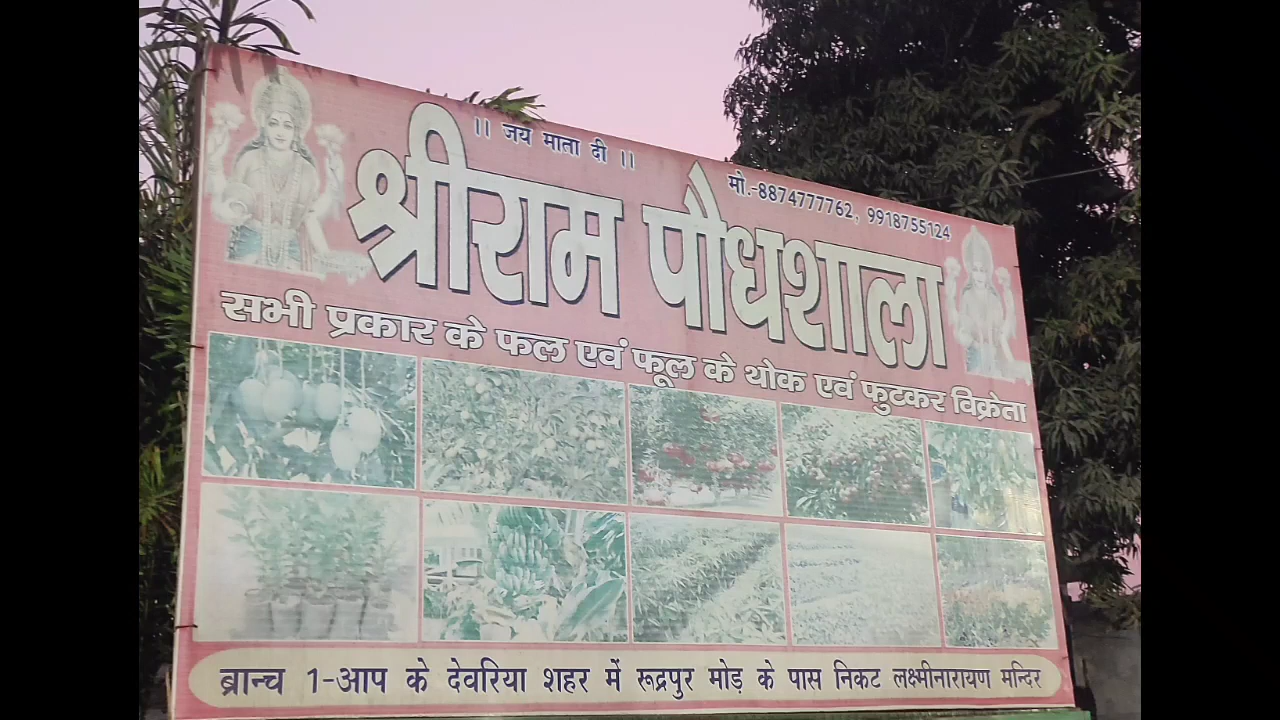 ।। जय माता दी ।।
मो.-8874777762, 9918755124
श्रीराम पौधशाला
सभी प्रकार के फल एवं फूल के थोक एवं फुटकर विक्रेता
ब्रान्च 1-आप के देवरिया शहर में रूद्रपुर मोड़ के पास निकट लक्ष्मीनारायण मन्दिर